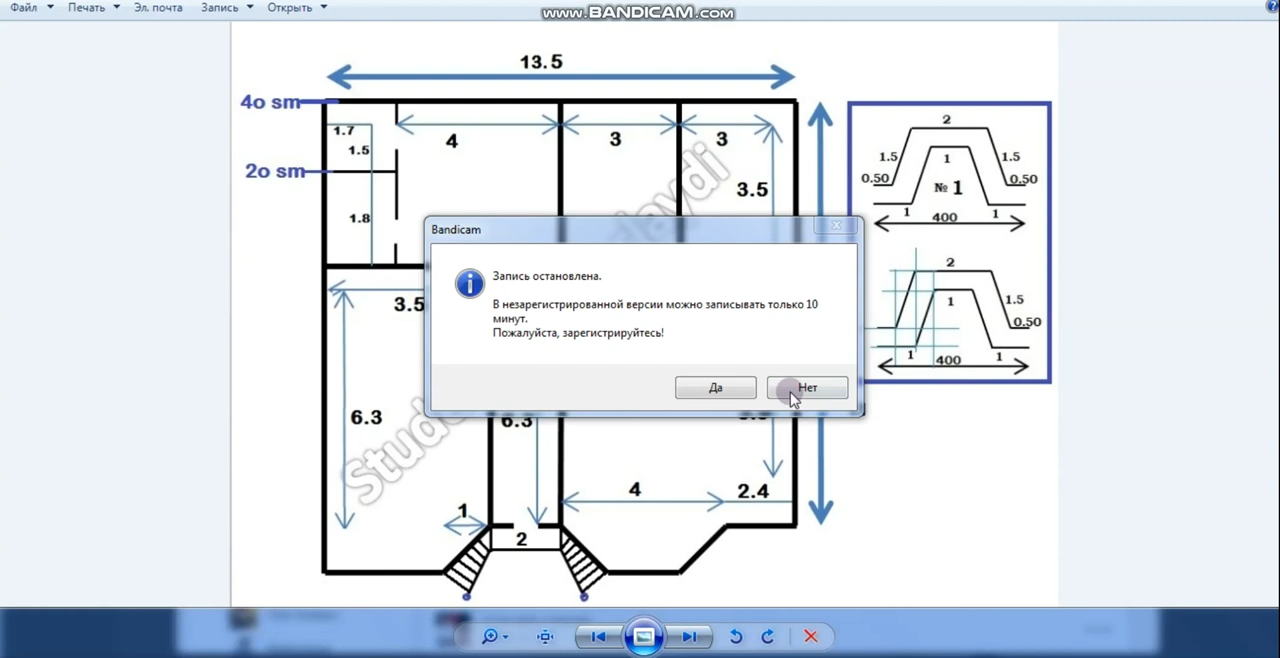 Файл Печать Эл. почта Запись Открыть
www.BANDICAM.com
13.5
4o sm
1.7
4
3
3
1.5
2o sm
3.5
1.8
2
1.5
1
1.5
0.50
0.50
№ 1
1
400
1
Bandicam
Запись остановлена.
В незарегистрированной версии можно записывать только 10
минут.
Пожалуйста, зарегистрируйтесь!
Да
Нет
2
1
1.5
0.50
1
400
1
3.5
6.3
6.3
4
2.4
1
2